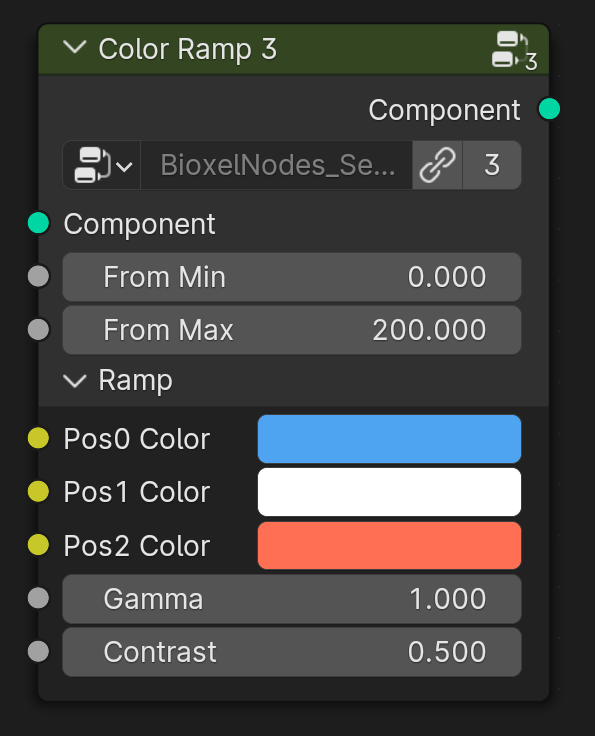 Color Ramp 3 3
Component
BioxelNodes_Se... 3
Component
From Min 0.000
From Max 200.000
Ramp
Pos0 Color
Pos1 Color
Pos2 Color
Gamma 1.000
Contrast 0.500